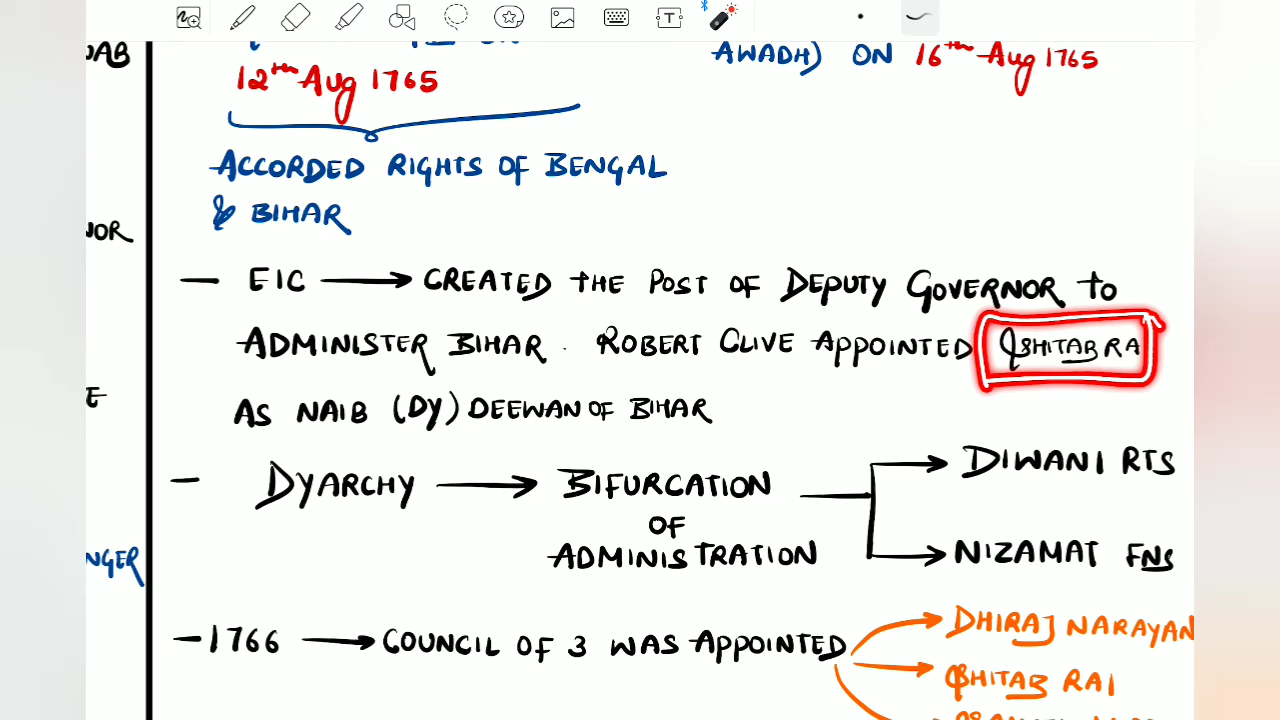 AWADH) ON 16th Aug 1765
12th Aug 1765
ACCORDED RIGHTS OF BENGAL
& BIHAR
NOR
— EIC → CREATED THE POST OF DEPUTY GOVERNOR TO
ADMINISTER BIHAR. ROBERT CLIVE APPOINTED SHITAB RA
AS NAIB (DY) DEEWAN OF BIHAR
— DYARCHY → BIFURCATION
OF
ADMINISTRATION
DIWANI RTS
NIZAMAT FNS
NGER
— 1766 → COUNCIL OF 3 WAS APPOINTED
DHIRAJ NARAYAN
SHITAB RAI